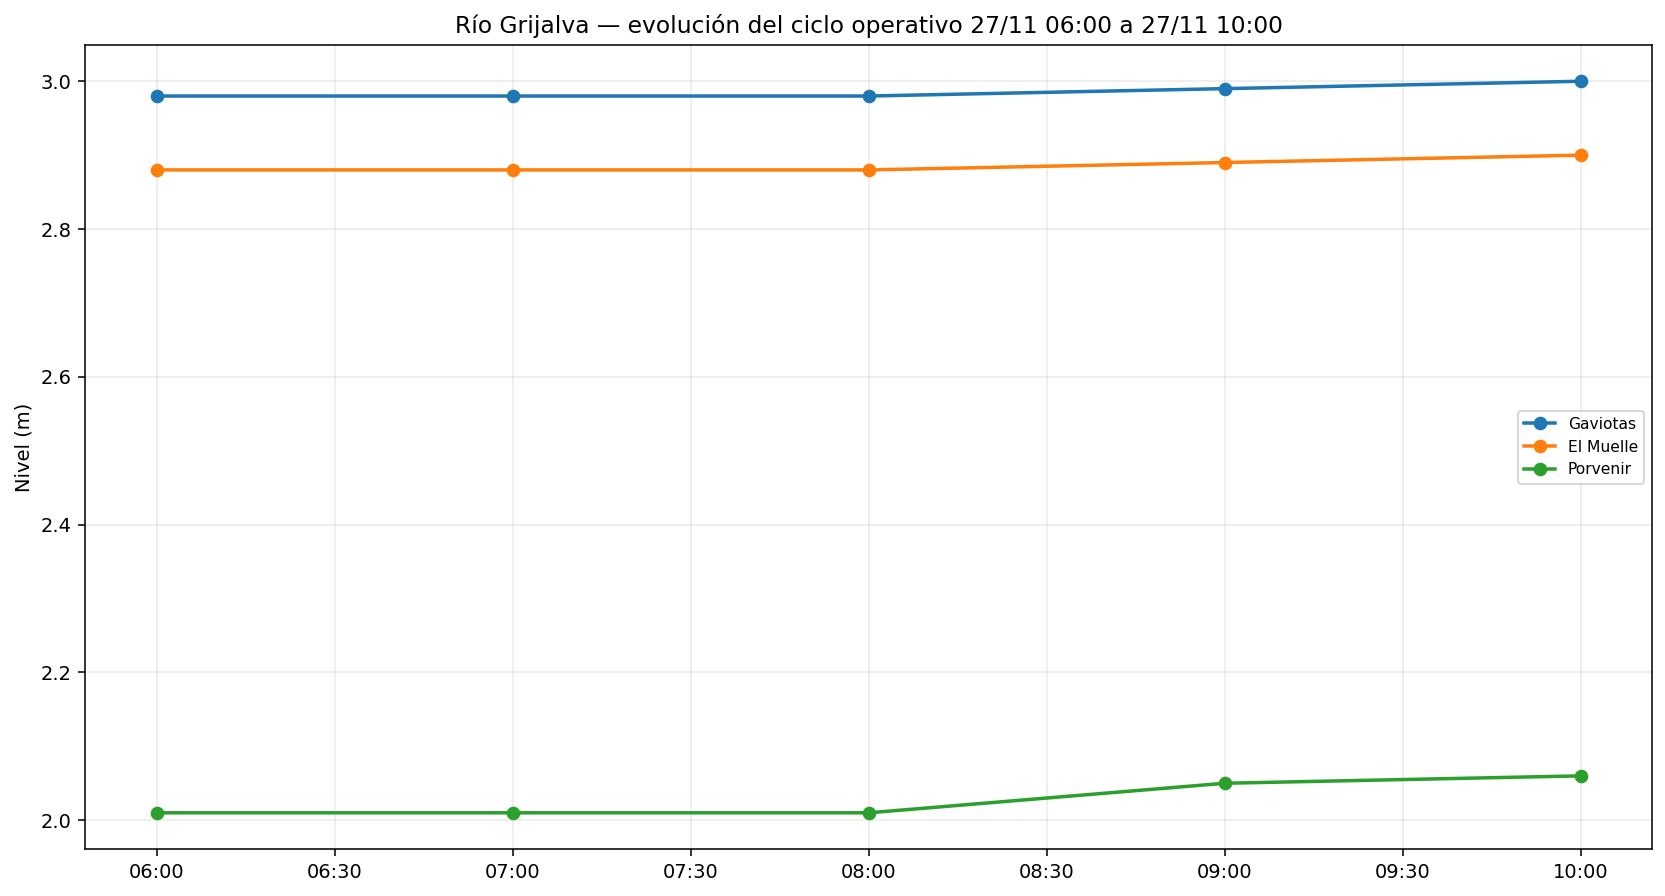 Río Grijalva — evolución del ciclo operativo 27/11 06:00 a 27/11 10:00
Nivel (m)
3.0
2.8
2.6
2.4
2.2
2.0
Gaviotas
El Muelle
Porvenir
06:00 06:30 07:00 07:30 08:00 08:30 09:00 09:30 10:00